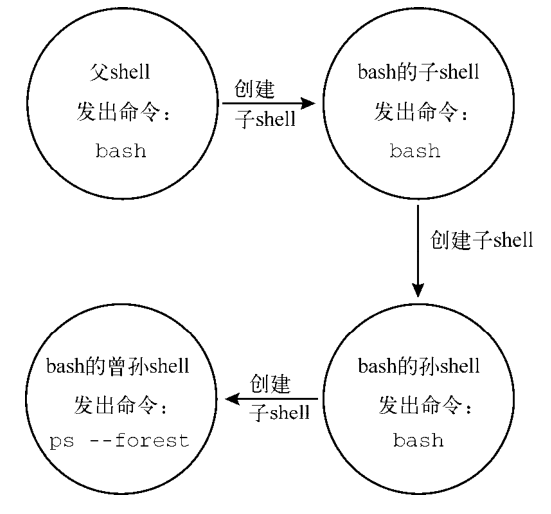 父shell
发出命令：
bash
创建
子shell
bash的子shell
发出命令：
bash
创建子shell
bash的孙shell
发出命令：
bash
创建
子shell
bash的曾孙shell
发出命令：
ps --forest